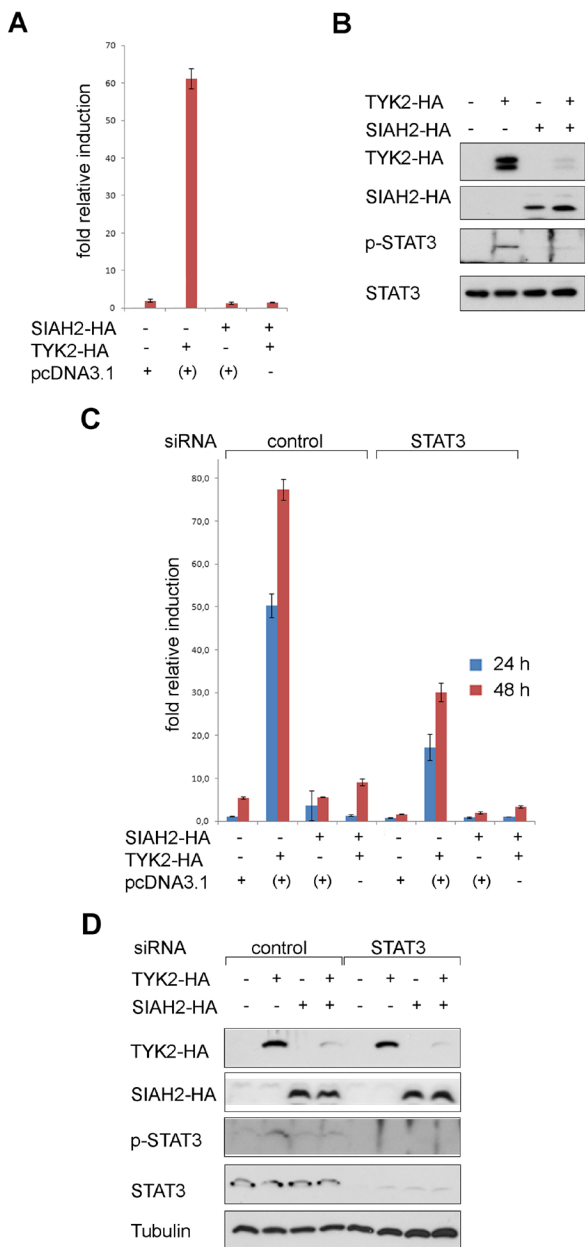 A
fold relative induction
70
60
50
40
30
20
10
0
SIAH2-HA - - + +
TYK2-HA - + - +
pcDNA3.1 + (+) (+) -
B
TYK2-HA - + - +
SIAH2-HA - - + +
TYK2-HA
SIAH2-HA
p-STAT3
STAT3
C
siRNA control STAT3
fold relative induction
80,0
70,0
60,0
50,0
40,0
30,0
20,0
10,0
0,0
24 h
48 h
SIAH2-HA - - + + - - + +
TYK2-HA - + - + - + - +
pcDNA3.1 + (+) (+) - + (+) (+) -
D
siRNA control STAT3
TYK2-HA - + - + - + - +
SIAH2-HA - - + + - - + +
TYK2-HA
SIAH2-HA
p-STAT3
STAT3
Tubulin